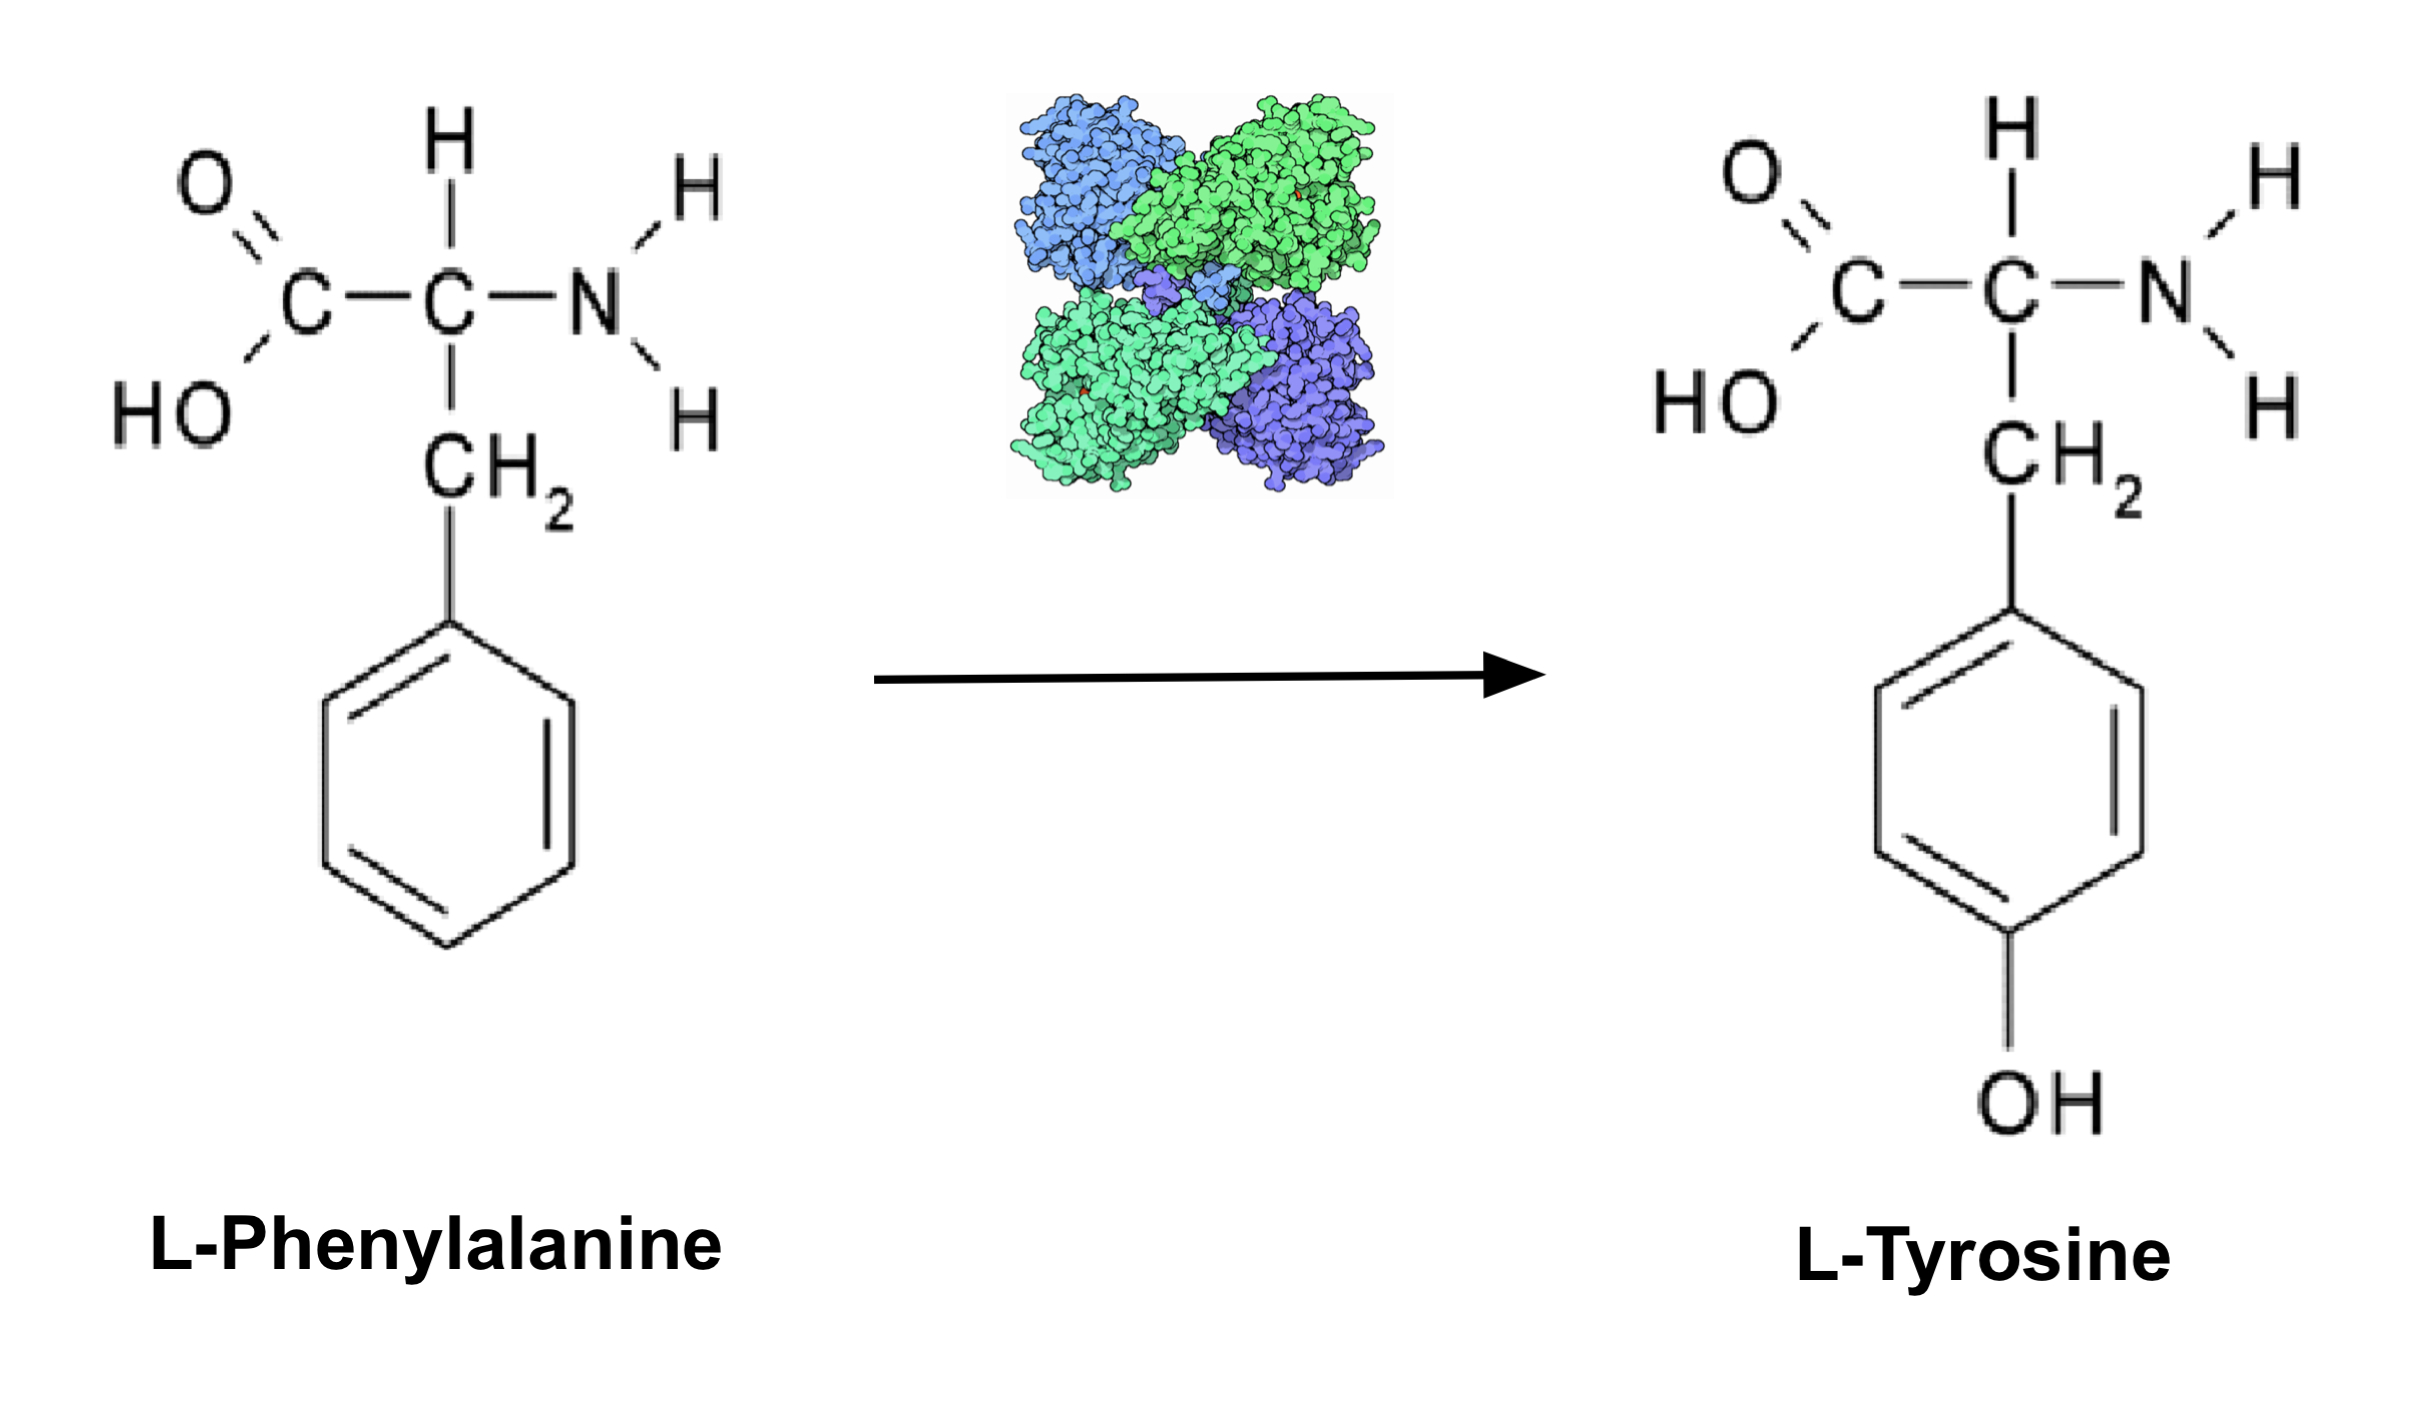 H
O
H
C C N
HO
H
CH2
L-Phenylalanine
H
O
H
C C N
HO
H
CH2
OH
L-Tyrosine